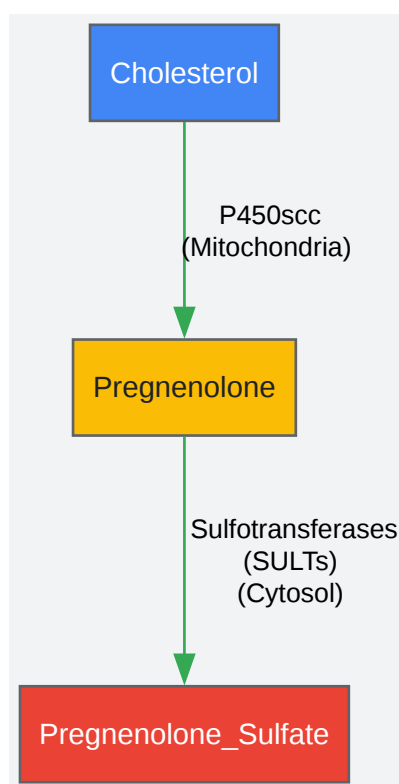 Cholesterol
P450scc
(Mitochondria)
Pregnenolone
Sulfotransferases
(SULTs)
(Cytosol)
Pregnenolone_Sulfate